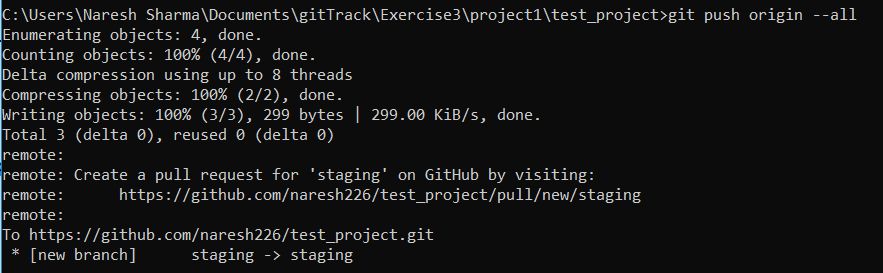 C:\Users\Naresh Sharma\Documents\gitTrack\Exercise3\project1\test_project>git push origin --all
Enumerating objects: 4, done.
Counting objects: 100% (4/4), done.
Delta compression using up to 8 threads
Compressing objects: 100% (2/2), done.
Writing objects: 100% (3/3), 299 bytes | 299.00 KiB/s, done.
Total 3 (delta 0), reused 0 (delta 0)
remote:
remote: Create a pull request for 'staging' on GitHub by visiting:
remote:      https://github.com/naresh226/test_project/pull/new/staging
remote:
To https://github.com/naresh226/test_project.git
 * [new branch]      staging -> staging